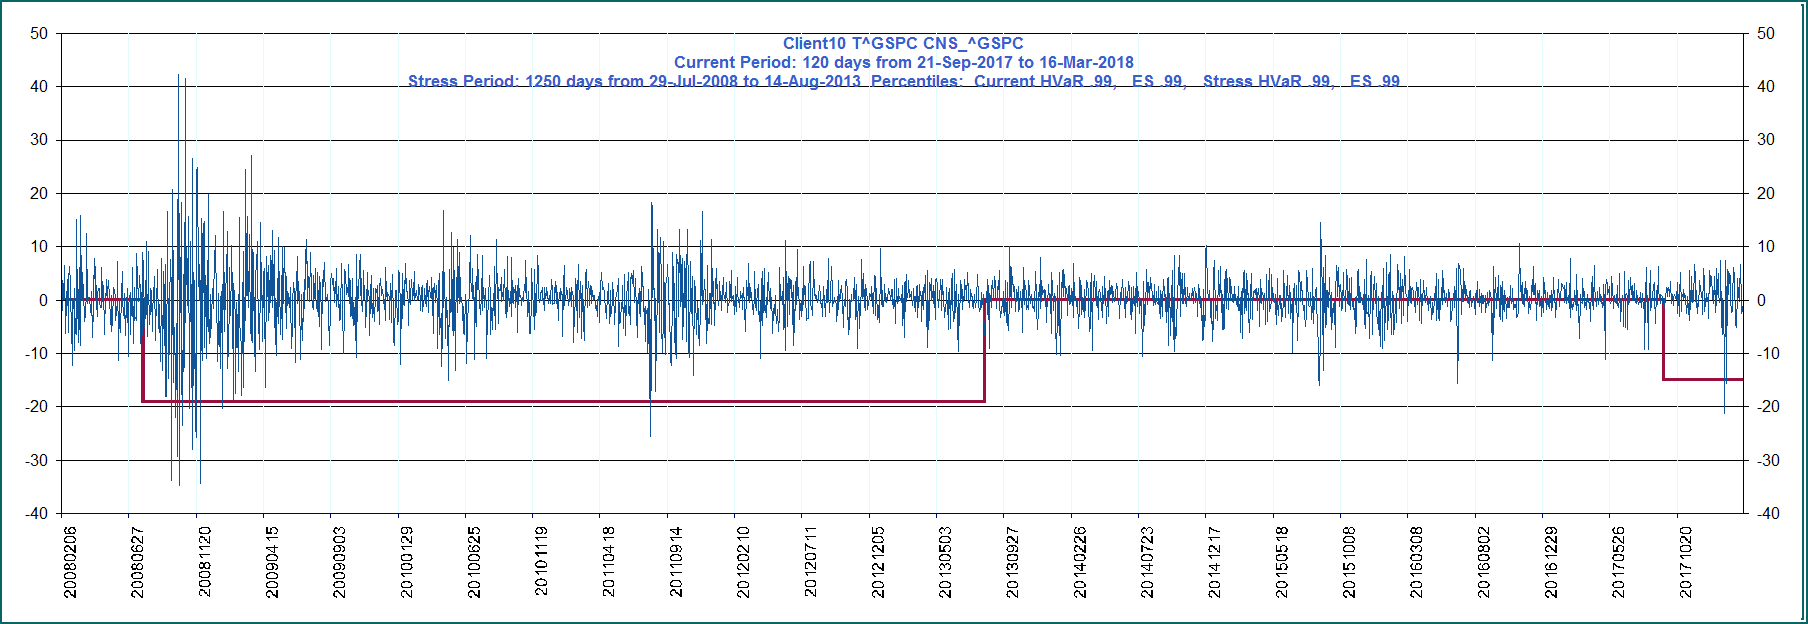 Client10 T^GSPC CNS_^GSPC
Current Period: 120 days from 21-Sep-2017 to 16-Mar-2018
Stress Period: 1250 days from 29-Jul-2008 to 14-Aug-2013 Percentiles: Current HVaR .99, ES .99, Stress HVaR .99, ES .99
50 50
40 40
30 30
20 20
10 10
0 0
-10 -10
-20 -20
-30 -30
-40 -40
20080206 20080627 20081120 20090415 20090903 20100129 20100625 20101119 20110418 20110914 20120210 20120711 20121205 20130503 20130927 20140226 20140723 20141217 20150518 20151008 20160308 20160802 20161229 20170526 20171020